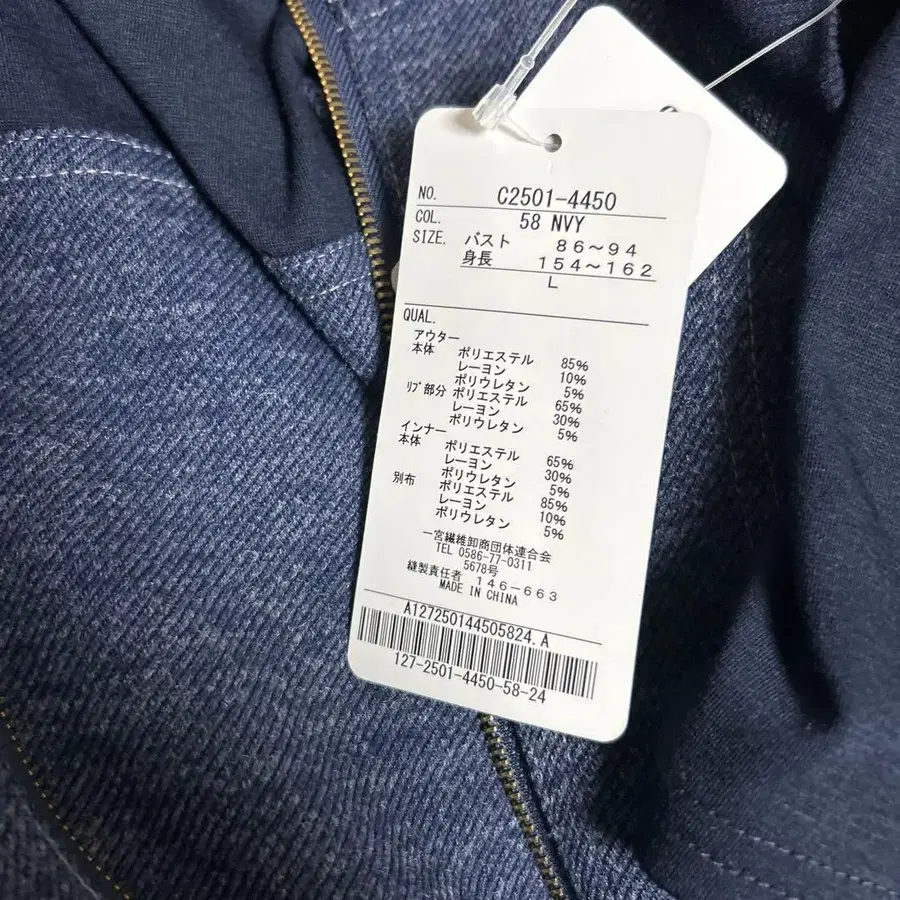 NO. C2501-4450
COL. 58 NVY
SIZE. バスト 86～94
身長 154～162
L
QUAL.
アウター
本体 ポリエステル 85%
レーヨン 10%
ポリウレタン 5%
ﾘﾌﾞ部分 ポリエステル 65%
レーヨン 30%
ポリウレタン 5%
インナー
本体 ポリエステル 65%
レーヨン 30%
ポリウレタン 5%
別布 ポリエステル 85%
レーヨン 10%
ポリウレタン 5%
一宮繊維卸商団体連合会
TEL 0586-77-0311
5678号
縫製責任者 146-663
MADE IN CHINA
A127250144505824.A
127-2501-4450-58-24